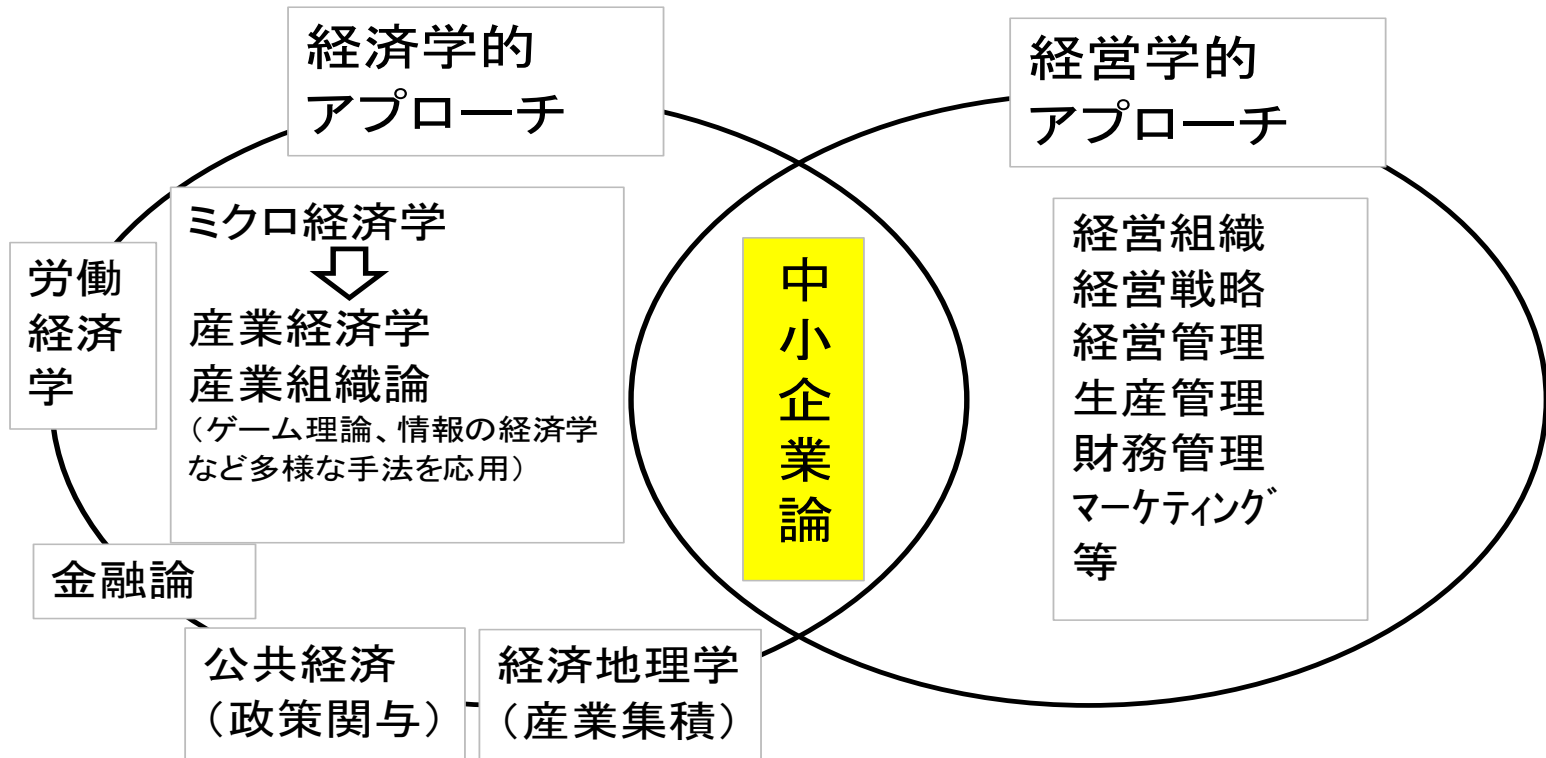 経済学的
アプローチ
経営学的
アプローチ
ミクロ経済学
産業経済学
産業組織論
（ゲーム理論、情報の経済学
など多様な手法を応用）
労働
経済
学
金融論
公共経済
（政策関与）
経済地理学
（産業集積）
中
小
企
業
論
経営組織
経営戦略
経営管理
生産管理
財務管理
ﾏｰｹﾃｨﾝｸﾞ
等